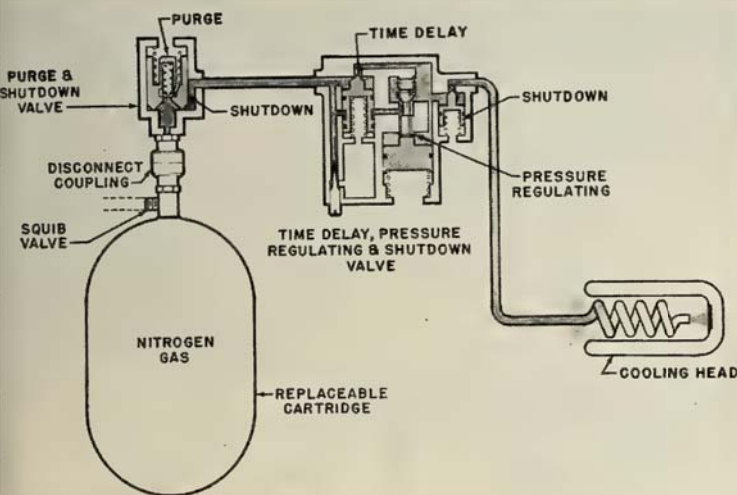 PURGE
TIME DELAY
PURGE &
SHUTDOWN
VALVE
SHUTDOWN
SHUTDOWN
DISCONNECT
COUPLING
PRESSURE
REGULATING
SQUIB
VALVE
TIME DELAY, PRESSURE
REGULATING & SHUTDOWN
VALVE
NITROGEN
GAS
COOLING HEAD
REPLACEABLE
CARTRIDGE